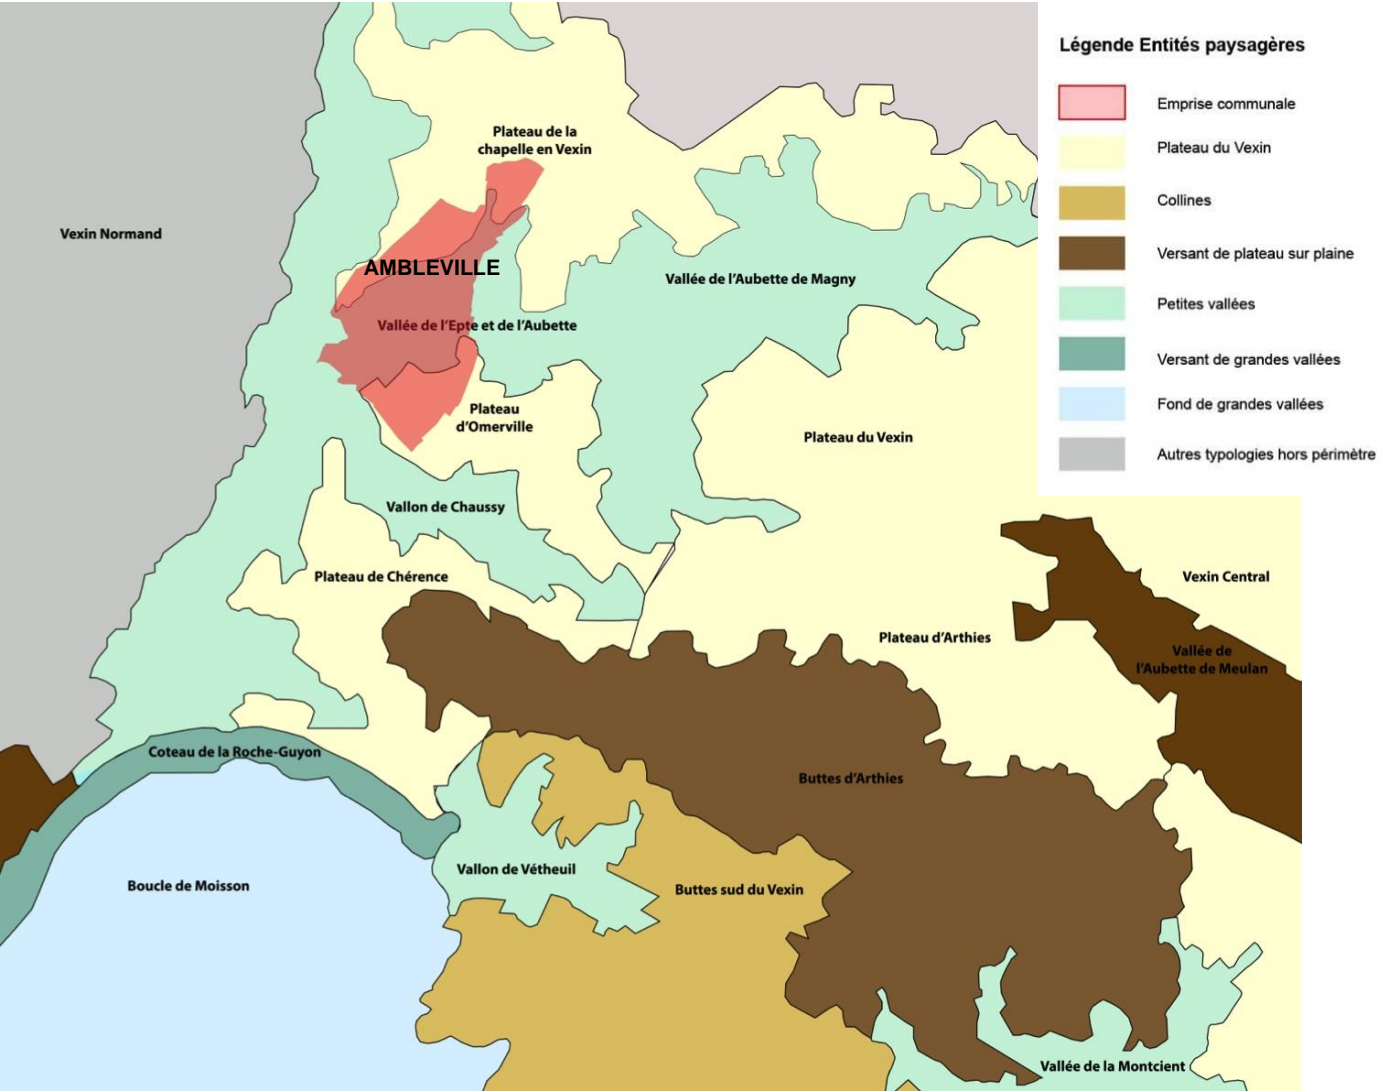 Légende Entités paysagères
Emprise communale
Plateau du Vexin
Collines
Versant de plateau sur plaine
Petites vallées
Versant de grandes vallées
Fond de grandes vallées
Autres typologies hors périmètre
Plateau de la
chapelle en Vexin
Vexin Normand
AMBLEVILLE
Vallée de l'Aubette de Magny
Vallée de l'Epte et de l'Aubette
Plateau
d'Omerville
Plateau du Vexin
Vallon de Chaussy
Plateau de Chérence
Vexin Central
Plateau d'Arthies
Vallée de
l'Aubette de Meulan
Coteau de la Roche-Guyon
Buttes d'Arthies
Vallon de Vétheuil
Boucle de Moisson
Buttes sud du Vexin
Vallée de la Montcient